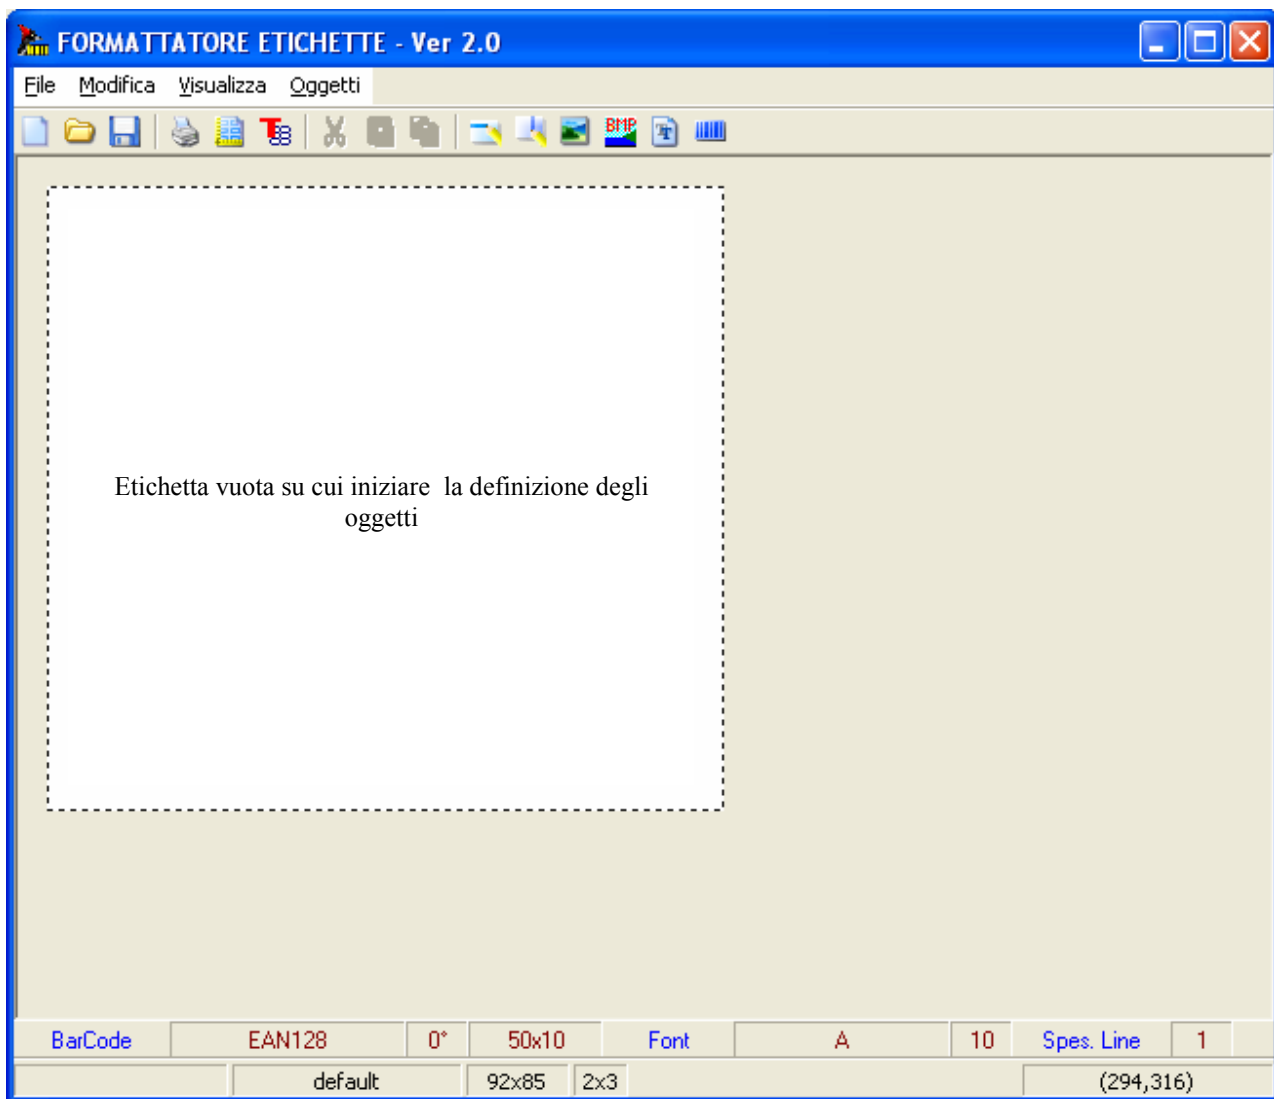 FORMATTATORE ETICHETTE - Ver 2.0
File Modifica Visualizza Oggetti
BMP
Etichetta vuota su cui iniziare la definizione degli
oggetti
BarCode EAN128 0° 50x10 Font A 10 Spes. Line 1
default 92x85 2x3 (294,316)